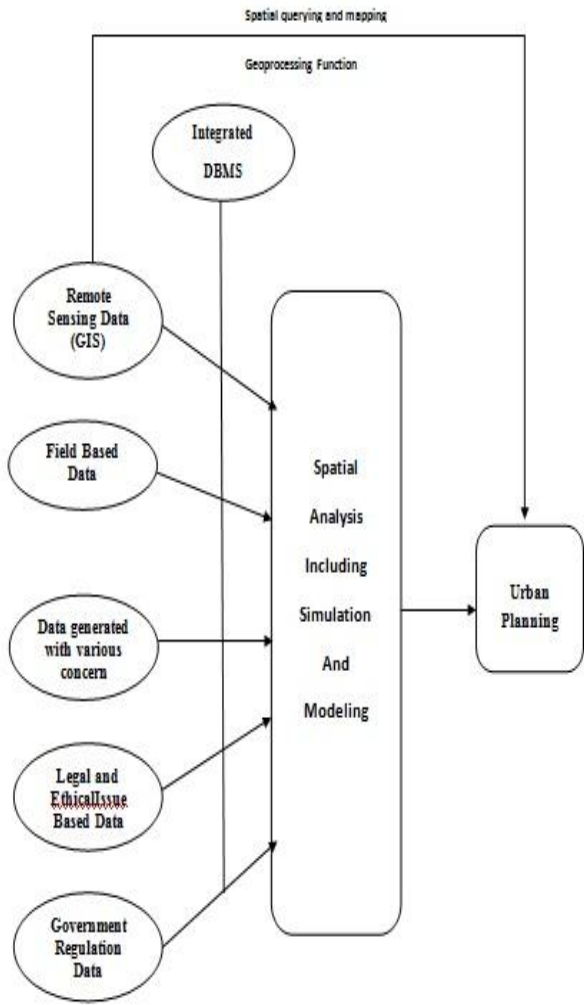 Spatial querying and mapping
Geoprocessing Function
Integrated
DBMS
Remote
Sensing Data
(GIS)
Field Based
Data
Data generated
with various
concern
Legal and
EthicalIssue
Based Data
Government
Regulation
Data
Spatial
Analysis
Including
Simulation
And
Modeling
Urban
Planning